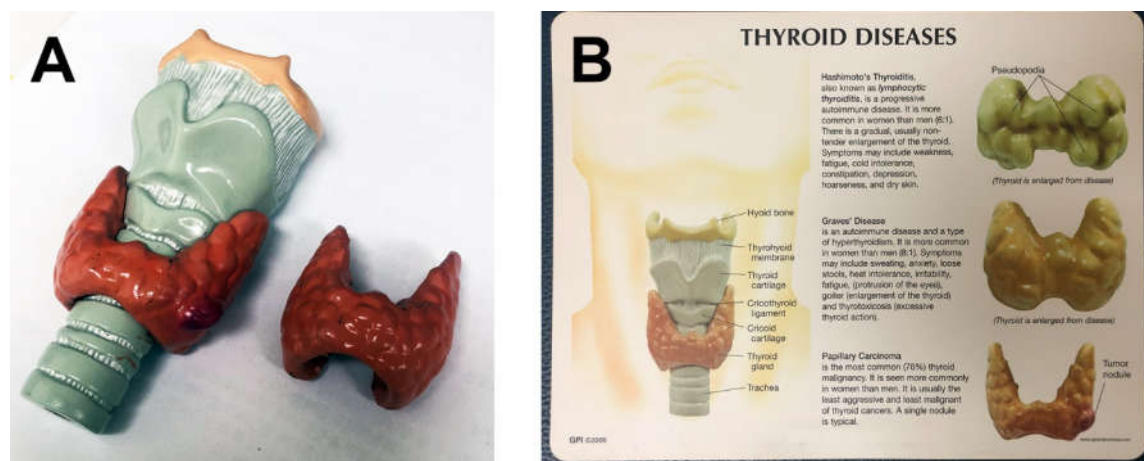 A
B
THYROID DISEASES
Hashimoto's Thyroiditis,
also known as lymphocytic
thyroiditis, is a progressive
autoimmune disease. It is more
common in women than men (6:1).
There is a gradual, usually non-
tender enlargement of the thyroid.
Symptoms may include weakness,
fatigue, cold intolerance,
constipation, depression,
hoarseness, and dry skin.
Pseudopodia
(Thyroid is enlarged from disease)
Hyoid bone
Thyrohyoid
membrane
Thyroid
cartilage
Cricothyroid
ligament
Cricoid
cartilage
Thyroid
gland
Trachea
Graves' Disease
is an autoimmune disease and a type
of hyperthyroidism. It is more common
in women than men (8:1). Symptoms
may include sweating, anxiety, loose
stools, heat intolerance, irritability,
fatigue, (protrusion of the eyes),
goiter (enlargement of the thyroid)
and thyrotoxicosis (excessive
thyroid action).
(Thyroid is enlarged from disease)
Papillary Carcinoma
is the most common (76%) thyroid
malignancy. It is seen more commonly
in women than men. It is usually the
least aggressive and least malignant
of thyroid cancers. A single nodule
is typical.
Tumor
nodule
GPI